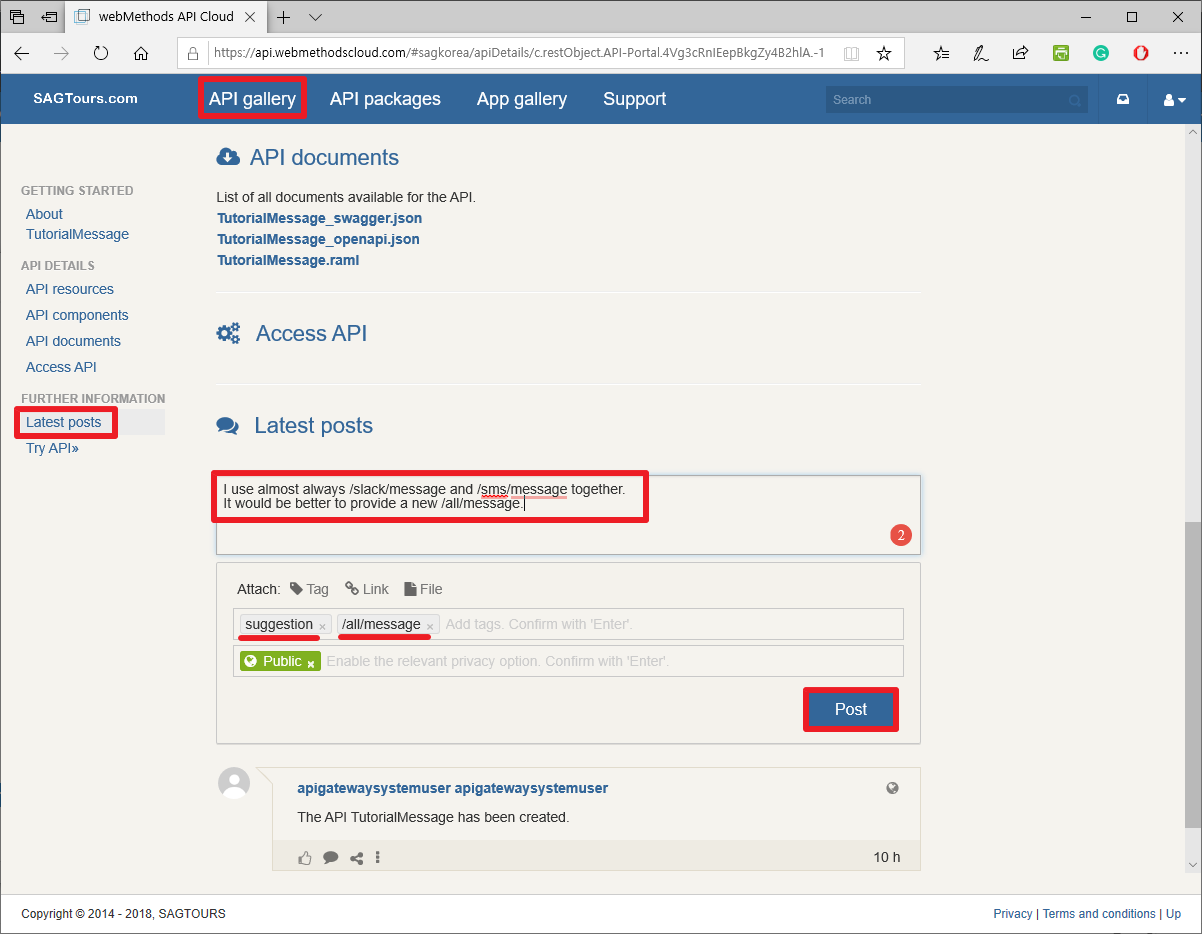 webMethods API Cloud
https://api.webmethodscloud.com/#sagkorea/apiDetails/c.restObject.API-Portal.4Vg3cRnIEepBkgZy4B2hlA.-1
SAGTours.com
API gallery
API packages
App gallery
Support
Search
GETTING STARTED
About
TutorialMessage
API DETAILS
API resources
API components
API documents
Access API
FURTHER INFORMATION
Latest posts
Try API»
API documents
List of all documents available for the API.
TutorialMessage_swagger.json
TutorialMessage_openapi.json
TutorialMessage.raml
Access API
Latest posts
I use almost always /slack/message and /sms/message together.
It would be better to provide a new /all/message.
2
Attach: Tag Link File
suggestion × /all/message × Add tags. Confirm with 'Enter'.
Public × Enable the relevant privacy option. Confirm with 'Enter'.
Post
apigatewaysystemuser apigatewaysystemuser
The API TutorialMessage has been created.
10 h
Copyright © 2014 - 2018, SAGTOURS
Privacy | Terms and conditions | Up